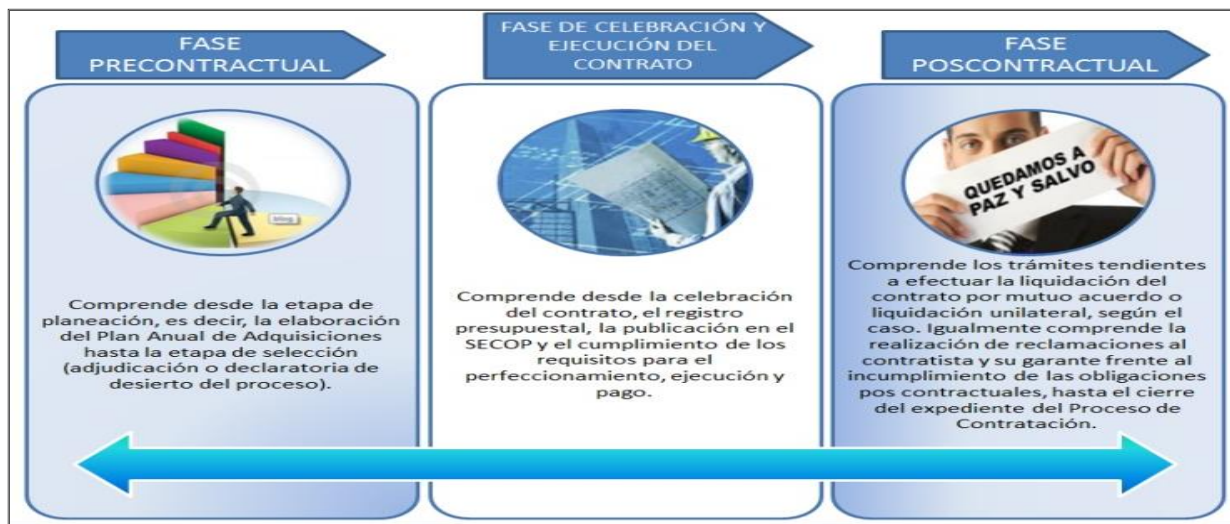 FASE
PRECONTRACTUAL
Comprende desde la etapa de
planeación, es decir, la elaboración
del Plan Anual de Adquisiciones
hasta la etapa de selección
(adjudicación o declaratoria de
desierto del proceso).
FASE DE CELEBRACIÓN Y
EJECUCIÓN DEL
CONTRATO
Comprende desde la celebración
del contrato, el registro
presupuestal, la publicación en el
SECOP y el cumplimiento de los
requisitos para el
perfeccionamiento, ejecución y
pago.
FASE
POSCONTRACTUAL
QUEDAMOS A
PAZ Y SALVO
Comprende los trámites tendientes
a efectuar la liquidación del
contrato por mutuo acuerdo o
liquidación unilateral, según el
caso. Igualmente comprende la
realización de reclamaciones al
contratista y su garante frente al
incumplimiento de las obligaciones
pos contractuales, hasta el cierre
del expediente del Proceso de
Contratación.